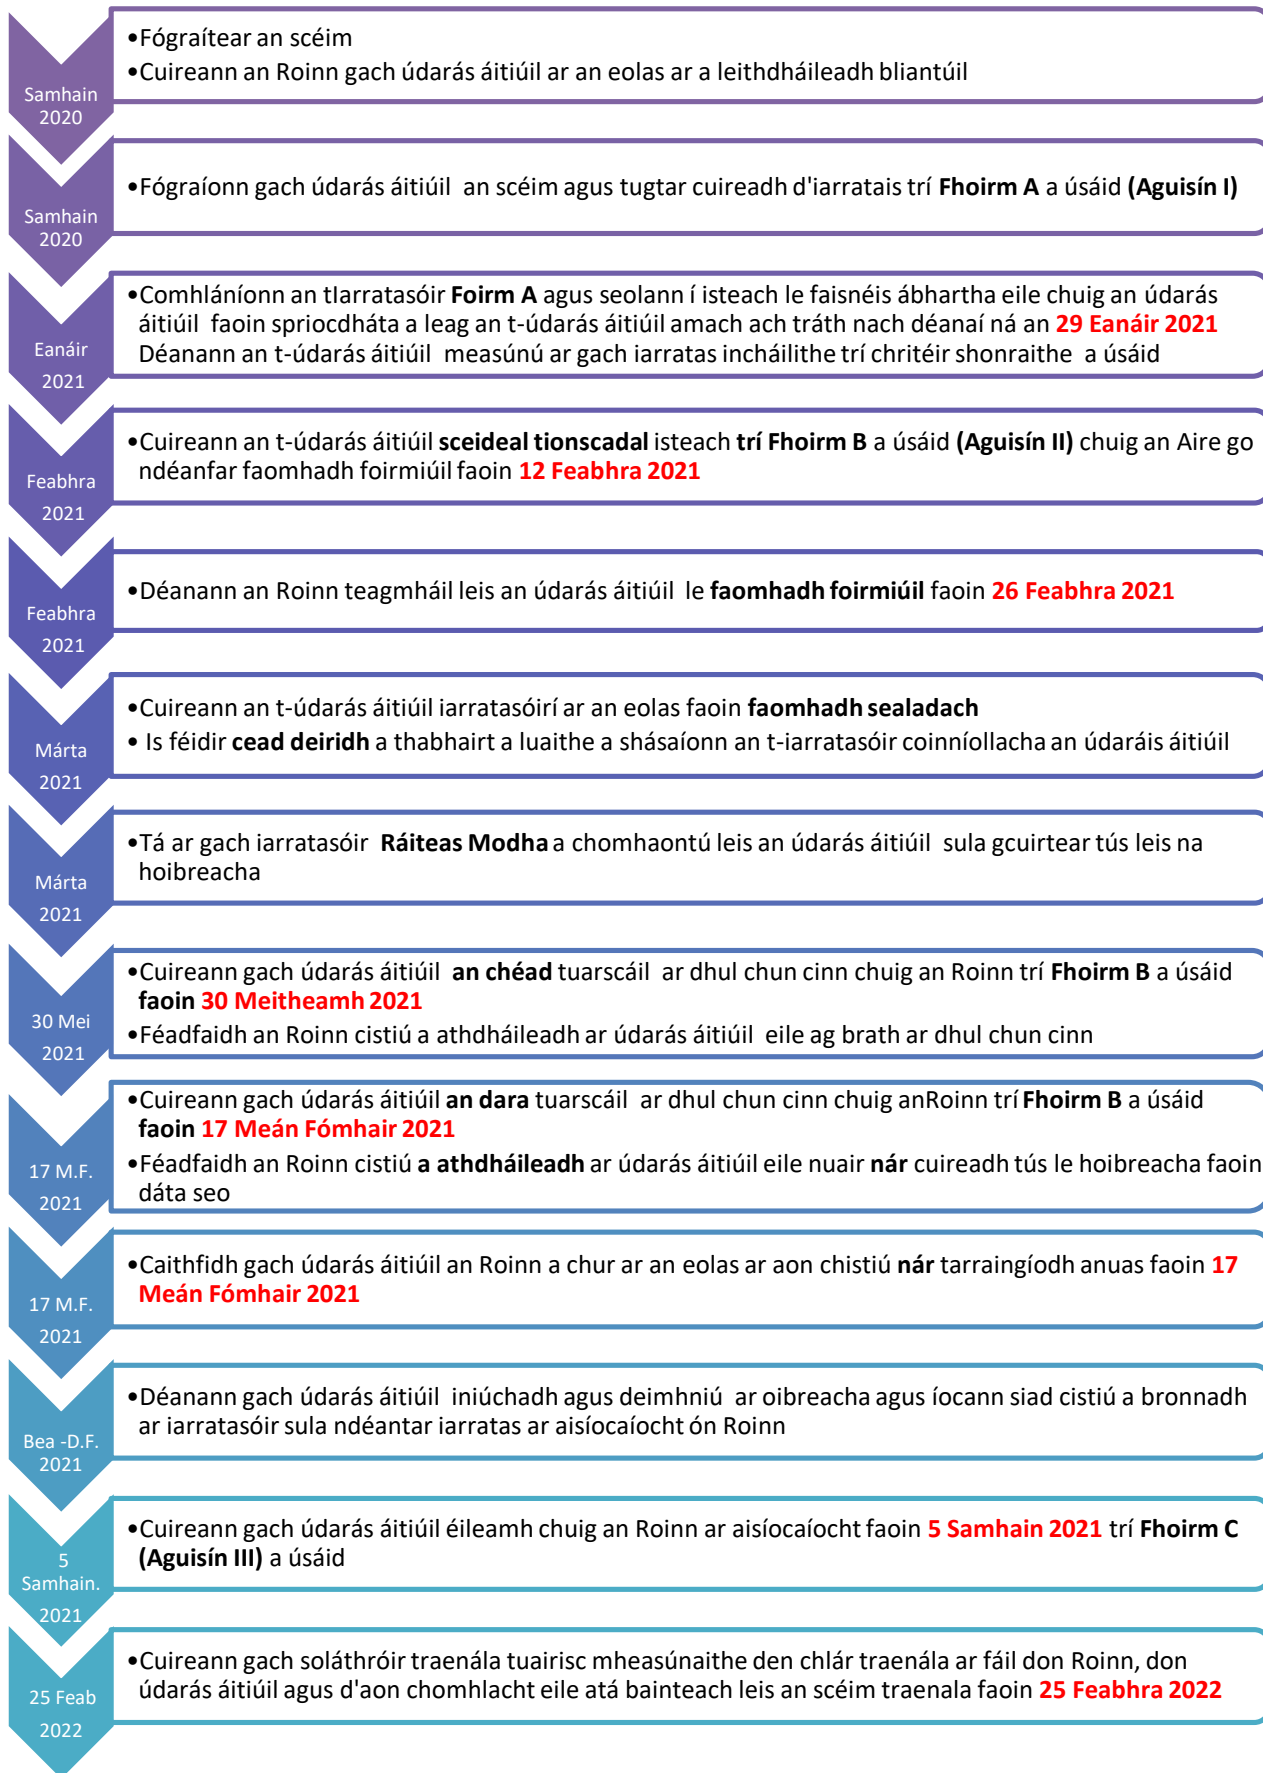 Samhain
2020
•Fógraítear an scéim
•Cuireann an Roinn gach údarás áitiúil ar an eolas ar a leithdháileadh bliantúil
Samhain
2020
•Fógraíonn gach údarás áitiúil an scéim agus tugtar cuireadh d'iarratais trí Fhoirm A a úsáid (Aguisín I)
Eanáir
2021
•Comhláníonn an tIarratasóir Foirm A agus seolann í isteach le faisnéis ábhartha eile chuig an údarás
áitiúil faoin spriocdháta a leag an t-údarás áitiúil amach ach tráth nach déanaí ná an 29 Eanáir 2021
Déanann an t-údarás áitiúil measúnú ar gach iarratas incháilithe trí chritéir shonraithe a úsáid
Feabhra
2021
•Cuireann an t-údarás áitiúil sceideal tionscadal isteach trí Fhoirm B a úsáid (Aguisín II) chuig an Aire go
ndéanfar faomhadh foirmiúil faoin 12 Feabhra 2021
Feabhra
2021
•Déanann an Roinn teagmháil leis an údarás áitiúil le faomhadh foirmiúil faoin 26 Feabhra 2021
Márta
2021
•Cuireann an t-údarás áitiúil iarratasóirí ar an eolas faoin faomhadh sealadach
• Is féidir cead deiridh a thabhairt a luaithe a shásaíonn an t-iarratasóir coinníollacha an údaráis áitiúil
Márta
2021
•Tá ar gach iarratasóir Ráiteas Modha a chomhaontú leis an údarás áitiúil sula gcuirtear tús leis na
hoibreacha
30 Mei
2021
•Cuireann gach údarás áitiúil an chéad tuarscáil ar dhul chun cinn chuig an Roinn trí Fhoirm B a úsáid
faoin 30 Meitheamh 2021
•Féadfaidh an Roinn cistiú a athdháileadh ar údarás áitiúil eile ag brath ar dhul chun cinn
17 M.F.
2021
•Cuireann gach údarás áitiúil an dara tuarscáil ar dhul chun cinn chuig anRoinn trí Fhoirm B a úsáid
faoin 17 Meán Fómhair 2021
•Féadfaidh an Roinn cistiú a athdháileadh ar údarás áitiúil eile nuair nár cuireadh tús le hoibreacha faoin
dáta seo
17 M.F.
2021
•Caithfidh gach údarás áitiúil an Roinn a chur ar an eolas ar aon chistiú nár tarraingíodh anuas faoin 17
Meán Fómhair 2021
Bea -D.F.
2021
•Déanann gach údarás áitiúil iniúchadh agus deimhniú ar oibreacha agus íocann siad cistiú a bronnadh
ar iarratasóir sula ndéantar iarratas ar aisíocaíocht ón Roinn
5
Samhain.
2021
•Cuireann gach údarás áitiúil éileamh chuig an Roinn ar aisíocaíocht faoin 5 Samhain 2021 trí Fhoirm C
(Aguisín III) a úsáid
25 Feab
2022
•Cuireann gach soláthróir traenála tuairisc mheasúnaithe den chlár traenála ar fáil don Roinn, don
údarás áitiúil agus d'aon chomhlacht eile atá bainteach leis an scéim traenala faoin 25 Feabhra 2022